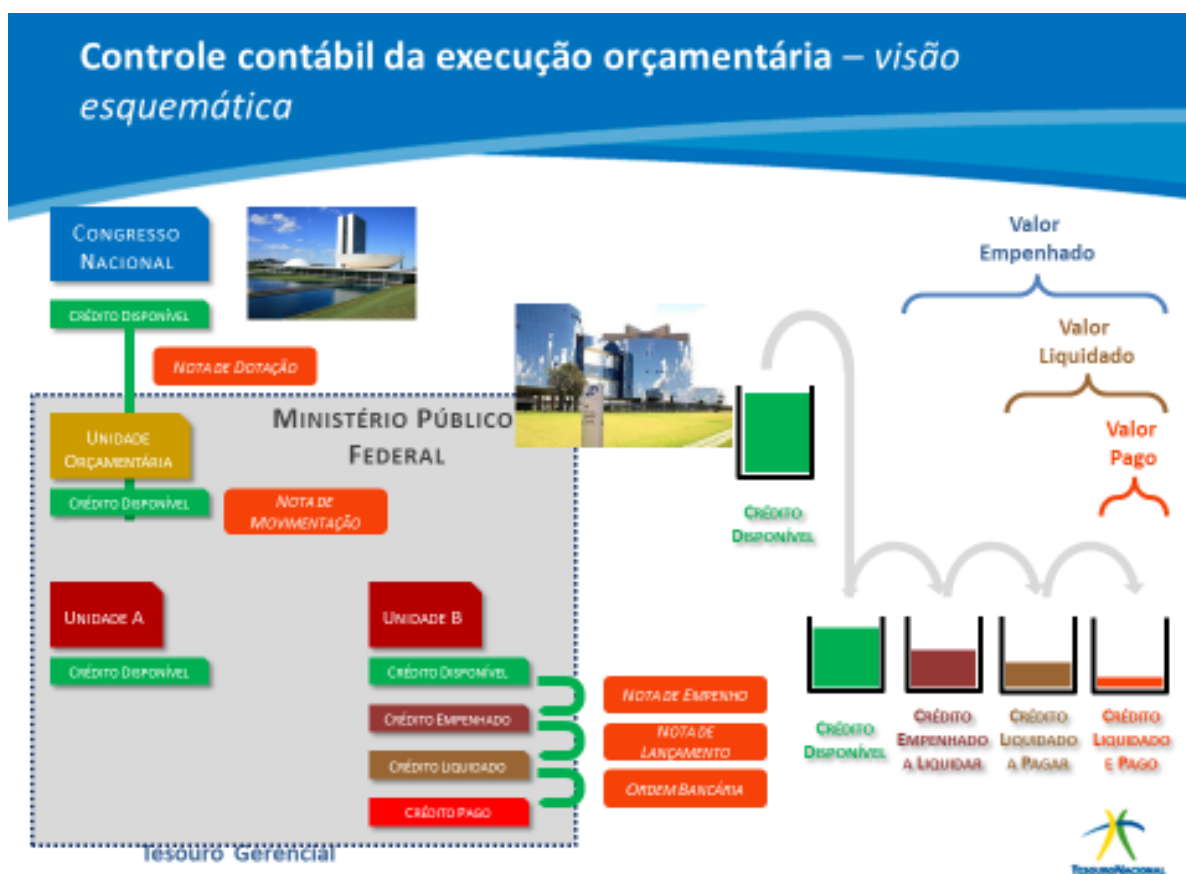 Controle contábil da execução orçamentária – visão
esquemática
CONGRESSO
NACIONAL
CRÉDITO DISPONÍVEL
NOTA DE DOTAÇÃO
MINISTÉRIO PÚBLICO
FEDERAL
UNIDADE
ORÇAMENTÁRIA
CRÉDITO DISPONÍVEL
NOTA DE
MOVIMENTAÇÃO
UNIDADE A
CRÉDITO DISPONÍVEL
UNIDADE B
CRÉDITO DISPONÍVEL
CRÉDITO EMPENHADO
CRÉDITO LIQUIDADO
CRÉDITO PAGO
NOTA DE EMPENHO
NOTA DE
LANÇAMENTO
ORDEM BANCÁRIA
Tesouro Gerencial
Valor
Empenhado
Valor
Liquidado
Valor
Pago
CRÉDITO
DISPONÍVEL
CRÉDITO
DISPONÍVEL
CRÉDITO
EMPENHADO
A LIQUIDAR
CRÉDITO
LIQUIDADO
A PAGAR
CRÉDITO
LIQUIDADO
E PAGO
TESOURONACIONAL